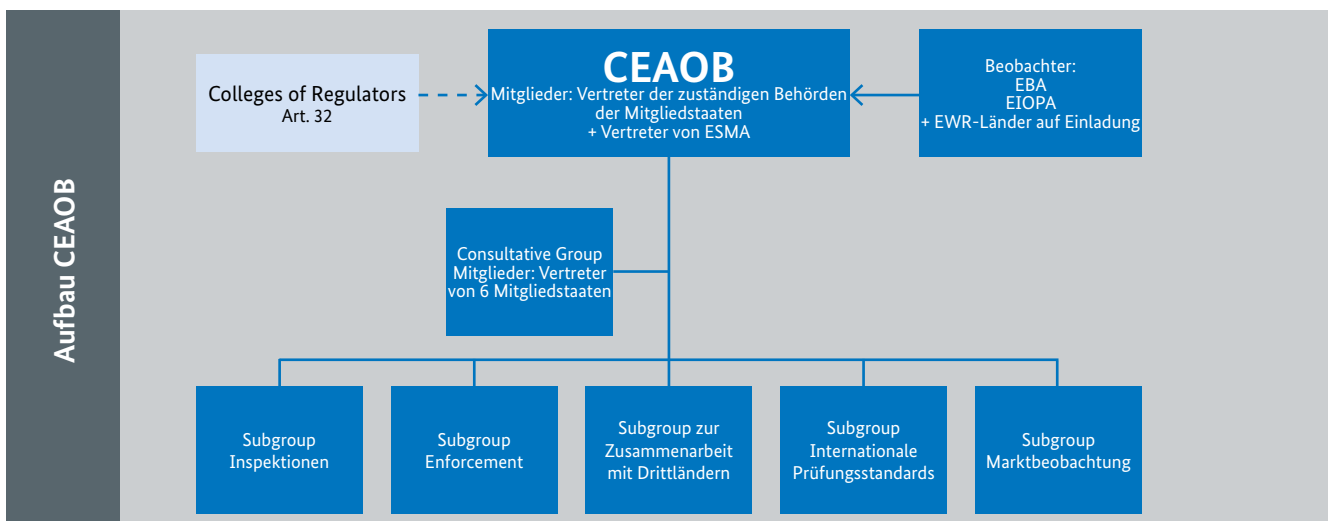 Aufbau CEAOB
Colleges of Regulators
Art. 32
CEAOB
Mitglieder: Vertreter der zuständigen Behörden
der Mitgliedstaaten
+ Vertreter von ESMA
Beobachter:
EBA
EIOPA
+ EWR-Länder auf Einladung
Consultative Group
Mitglieder: Vertreter
von 6 Mitgliedstaaten
Subgroup
Inspektionen
Subgroup
Enforcement
Subgroup zur
Zusammenarbeit
mit Drittländern
Subgroup
Internationale
Prüfungsstandards
Subgroup
Marktbeobachtung